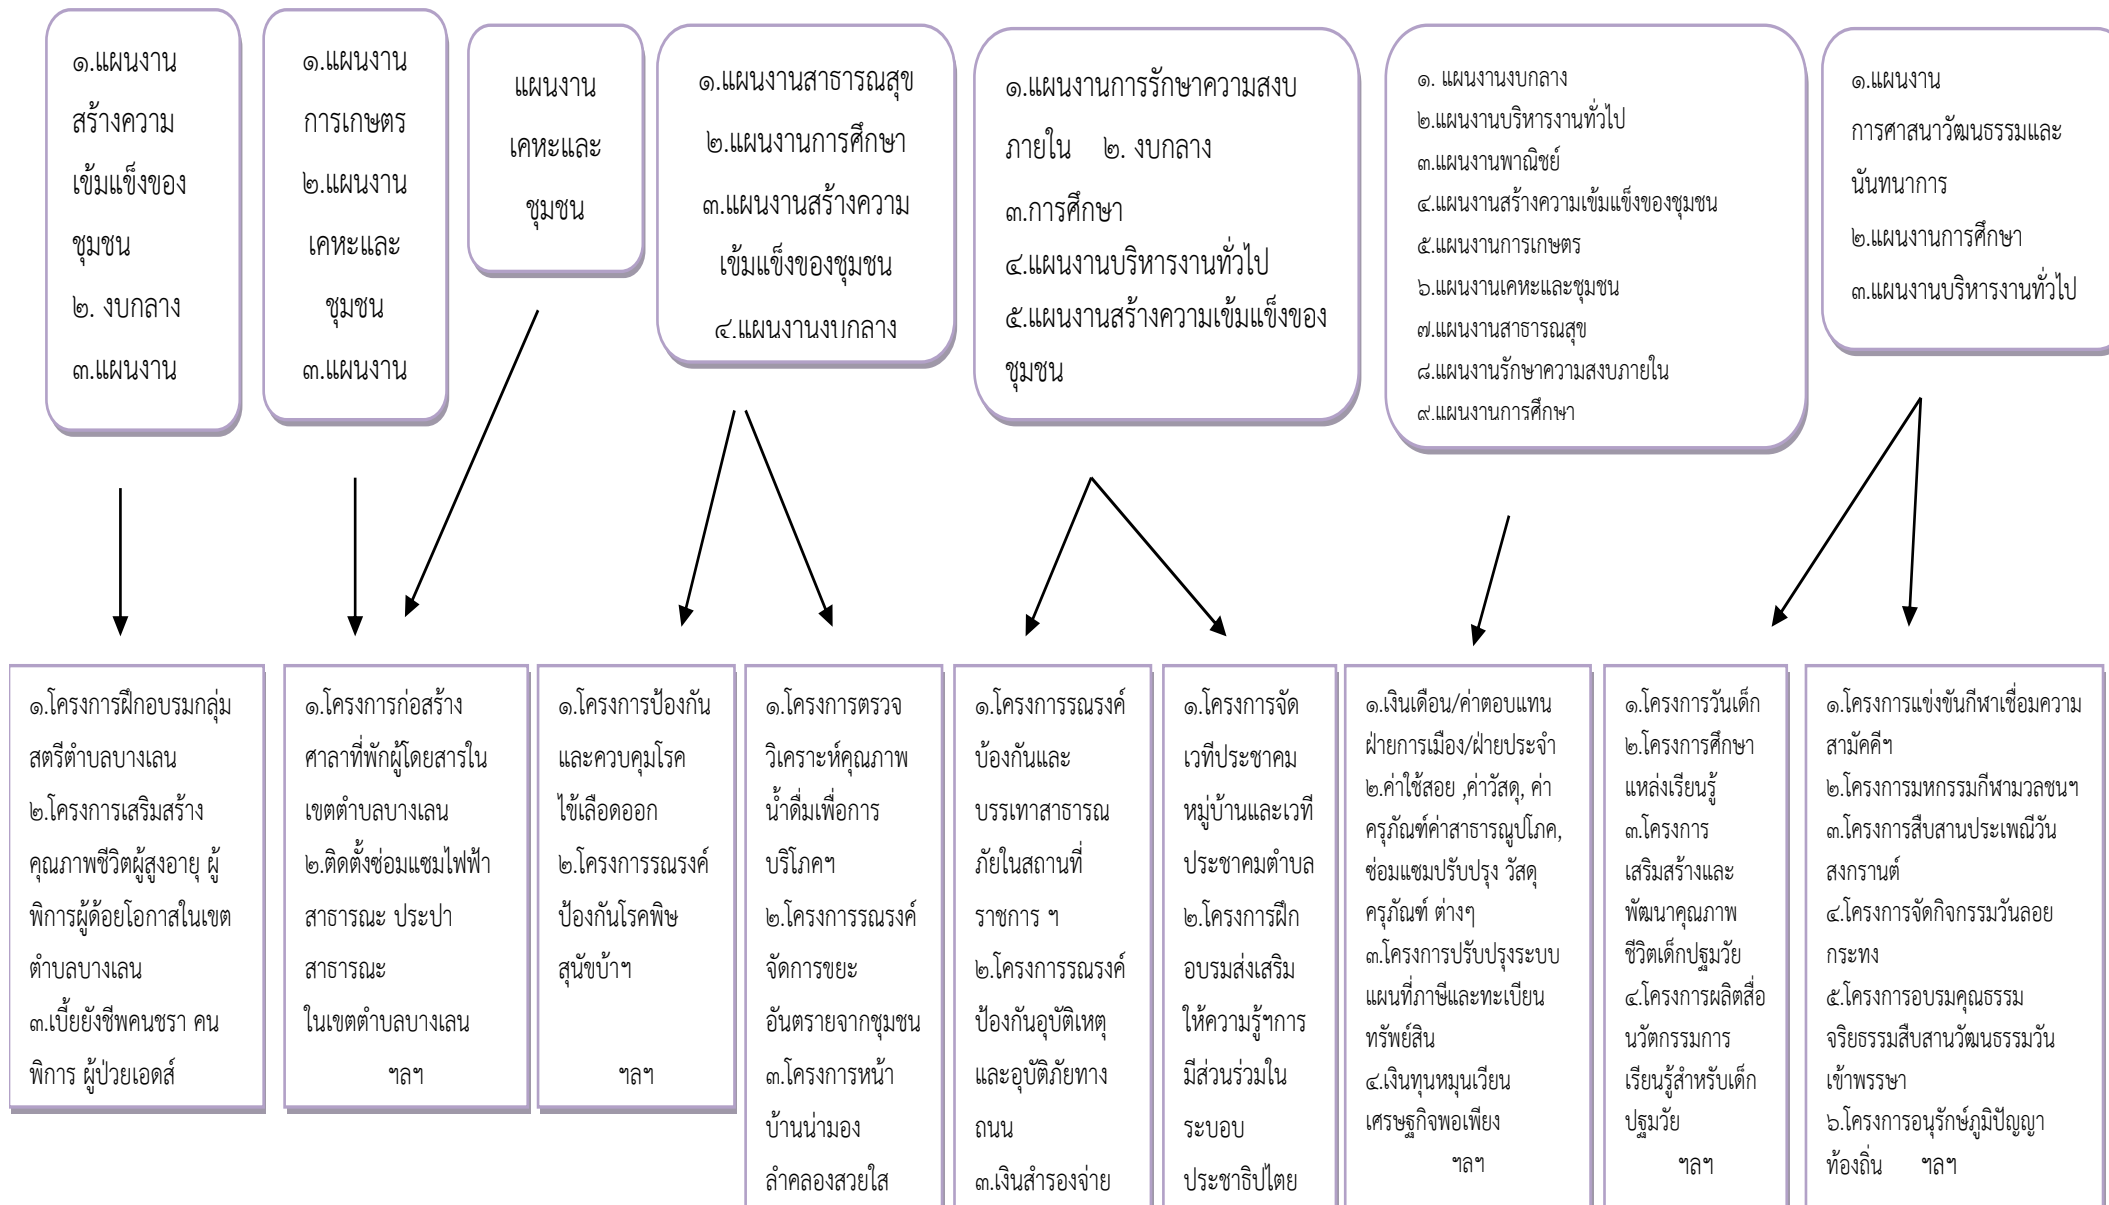 ๑.แผนงาน
สร้างความ
เข้มแข็งของ
ชุมชน
๒. งบกลาง
๓.แผนงาน
๑.แผนงาน
การเกษตร
๒.แผนงาน
เคหะและ
ชุมชน
๓.แผนงาน
แผนงาน
เคหะและ
ชุมชน
๑.แผนงานสาธารณสุข
๒.แผนงานการศึกษา
๓.แผนงานสร้างความ
เข้มแข็งของชุมชน
๔.แผนงานงบกลาง
๑.แผนงานการรักษาความสงบ
ภายใน ๒. งบกลาง
๓.การศึกษา
๔.แผนงานบริหารงานทั่วไป
๕.แผนงานสร้างความเข้มแข็งของ
ชุมชน
๑. แผนงานงบกลาง
๒.แผนงานบริหารงานทั่วไป
๓.แผนงานพาณิชย์
๔.แผนงานสร้างความเข้มแข็งของชุมชน
๕.แผนงานการเกษตร
๖.แผนงานเคหะและชุมชน
๗.แผนงานสาธารณสุข
๘.แผนงานรักษาความสงบภายใน
๙.แผนงานการศึกษา
๑.แผนงาน
การศาสนาวัฒนธรรมและ
นันทนาการ
๒.แผนงานการศึกษา
๓.แผนงานบริหารงานทั่วไป
๑.โครงการฝึกอบรมกลุ่ม
สตรีตำบลบางเลน
๒.โครงการเสริมสร้าง
คุณภาพชีวิตผู้สูงอายุ ผู้
พิการผู้ด้อยโอกาสในเขต
ตำบลบางเลน
๓.เบี้ยยังชีพคนชรา คน
พิการ ผู้ป่วยเอดส์
๑.โครงการก่อสร้าง
ศาลาที่พักผู้โดยสารใน
เขตตำบลบางเลน
๒.ติดตั้งซ่อมแซมไฟฟ้า
สาธารณะ ประปา
สาธารณะ
ในเขตตำบลบางเลน
ฯลฯ
๑.โครงการป้องกัน
และควบคุมโรค
ไข้เลือดออก
๒.โครงการรณรงค์
ป้องกันโรคพิษ
สุนัขบ้าฯ
ฯลฯ
๑.โครงการตรวจ
วิเคราะห์คุณภาพ
น้ำดื่มเพื่อการ
บริโภคฯ
๒.โครงการรณรงค์
จัดการขยะ
อันตรายจากชุมชน
๓.โครงการหน้า
บ้านน่ามอง
ลำคลองสวยใส
๑.โครงการรณรงค์
บ้องกันและ
บรรเทาสาธารณ
ภัยในสถานที่
ราชการ ฯ
๒.โครงการรณรงค์
ป้องกันอุบัติเหตุ
และอุบัติภัยทาง
ถนน
๓.เงินสำรองจ่าย
๑.โครงการจัด
เวทีประชาคม
หมู่บ้านและเวที
ประชาคมตำบล
๒.โครงการฝึก
อบรมส่งเสริม
ให้ความรู้ฯการ
มีส่วนร่วมใน
ระบอบ
ประชาธิปไตย
๑.เงินเดือน/ค่าตอบแทน
ฝ่ายการเมือง/ฝ่ายประจำ
๒.ค่าใช้สอย ,ค่าวัสดุ, ค่า
ครุภัณฑ์ค่าสาธารณูปโภค,
ซ่อมแซมปรับปรุง วัสดุ
ครุภัณฑ์ ต่างๆ
๓.โครงการปรับปรุงระบบ
แผนที่ภาษีและทะเบียน
ทรัพย์สิน
๔.เงินทุนหมุนเวียน
เศรษฐกิจพอเพียง
ฯลฯ
๑.โครงการวันเด็ก
๒.โครงการศึกษา
แหล่งเรียนรู้
๓.โครงการ
เสริมสร้างและ
พัฒนาคุณภาพ
ชีวิตเด็กปฐมวัย
๔.โครงการผลิตสื่อ
นวัตกรรมการ
เรียนรู้สำหรับเด็ก
ปฐมวัย
ฯลฯ
๑.โครงการแข่งขันกีฬาเชื่อมความ
สามัคคีฯ
๒.โครงการมหกรรมกีฬามวลชนฯ
๓.โครงการสืบสานประเพณีวัน
สงกรานต์
๔.โครงการจัดกิจกรรมวันลอย
กระทง
๕.โครงการอบรมคุณธรรม
จริยธรรมสืบสานวัฒนธรรมวัน
เข้าพรรษา
๖.โครงการอนุรักษ์ภูมิปัญญา
ท้องถิ่น ฯลฯ